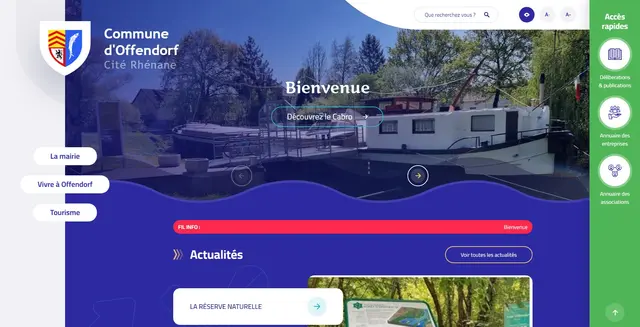 Commune
d'Offendorf
Cité Rhénane
Que recherchez vous ?
A-
A+
Accès
rapides
Délibérations
& publications
Annuaire des
entreprises
Annuaire des
associations
Bienvenue
Découvrez le Cabro
La mairie
Vivre à Offendorf
Tourisme
FIL INFO :
Bienvenue
Actualités
Voir toutes les actualités
LA RÉSERVE NATURELLE